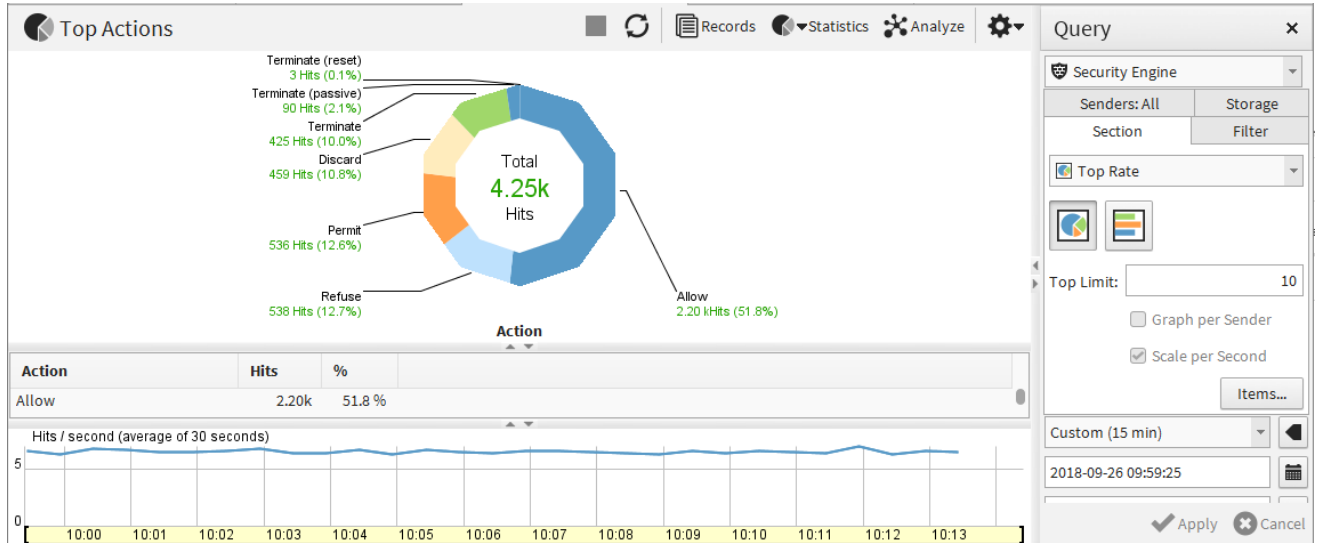 Top Actions
Records
Statistics
Analyze
Terminate (reset)
3 Hits (0.1%)
Terminate (passive)
90 Hits (2.1%)
Terminate
425 Hits (10.0%)
Discard
459 Hits (10.8%)
Permit
536 Hits (12.6%)
Refuse
538 Hits (12.7%)
Total
4.25k
Hits
Allow
2.20 kHits (51.8%)
Action
Action Hits %
Allow 2.20k 51.8 %
Hits / second (average of 30 seconds)
5
0
10:00 10:01 10:02 10:03 10:04 10:05 10:06 10:07 10:08 10:09 10:10 10:11 10:12 10:13
Query
Security Engine
Senders: All Storage
Section Filter
Top Rate
Top Limit: 10
Graph per Sender
Scale per Second
Items...
Custom (15 min)
2018-09-26 09:59:25
Apply Cancel